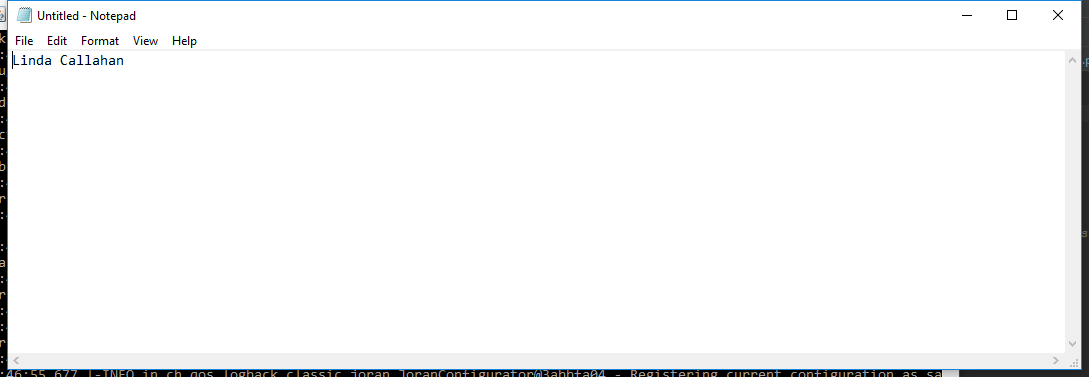 Untitled - Notepad
File Edit Format View Help
Linda Callahan
:46:55,677 |-INFO in ch.qos.logback.classic.joran.JoranConfigurator@3abbfa04 - Registering current configuration as sa